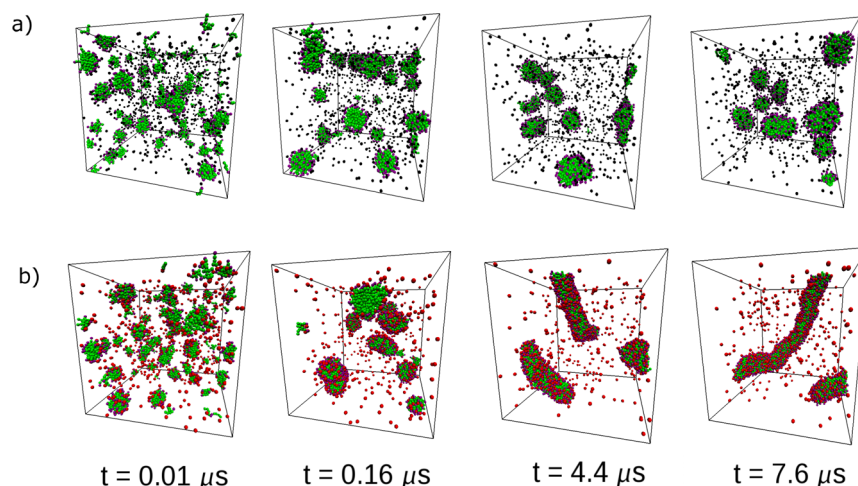 a)
b)
t = 0.01 μs
t = 0.16 μs
t = 4.4 μs
t = 7.6 μs